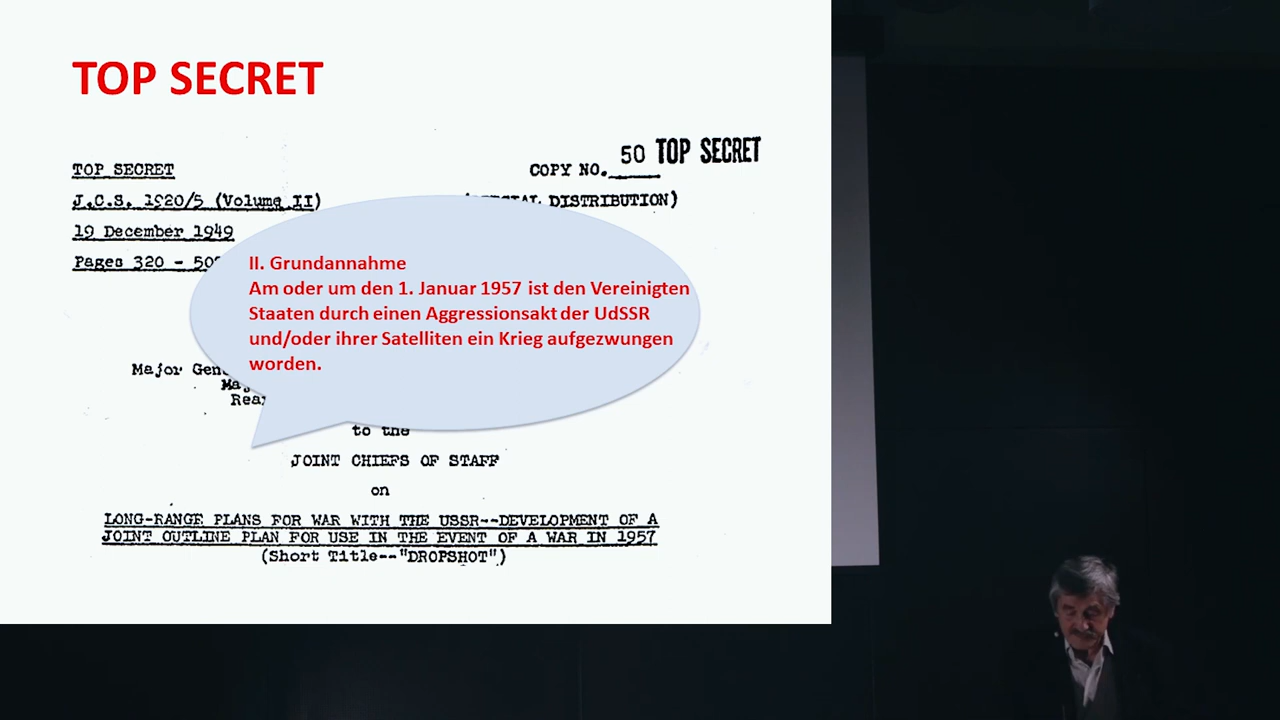 TOP SECRET
50 TOP SECRET
TOP SECRET
COPY NO.
J.C.S. 1920/5 (Volume II)
DISTRIBUTION)
19 December 1949
Pages 320 -
II. Grundannahme
Am oder um den 1. Januar 1957 ist den Vereinigten
Staaten durch einen Aggressionsakt der UdSSR
und/oder ihrer Satelliten ein Krieg aufgezwungen
worden.
Major
to the
JOINT CHIEFS OF STAFF
on
LONG-RANGE PLANS FOR WAR WITH THE USSR--DEVELOPMENT OF A
JOINT OUTLINE PLAN FOR USE IN THE EVENT OF A WAR IN 1957
(Short Title--"DROPSHOT")